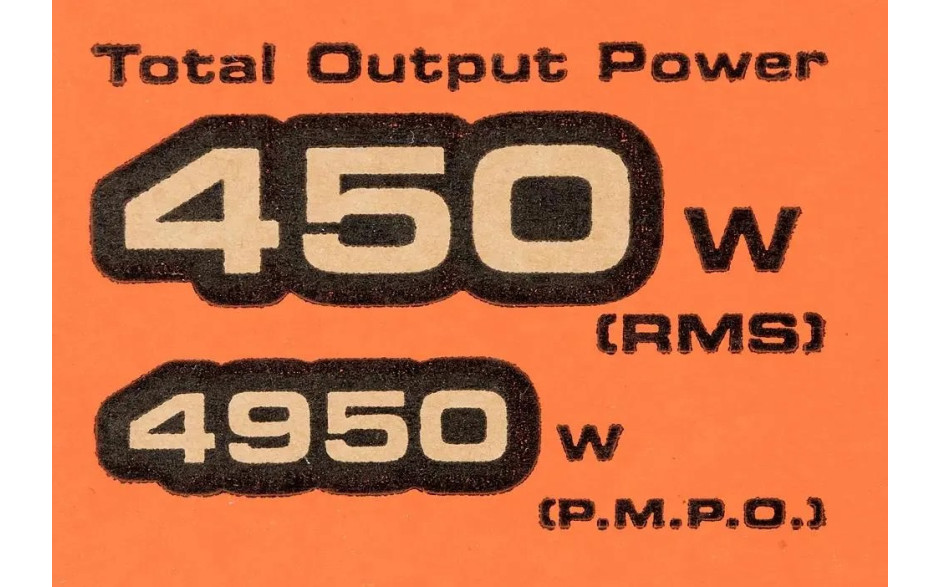 Total Output Power
450 W
(RMS)
4950 W
(P.M.P.O.)